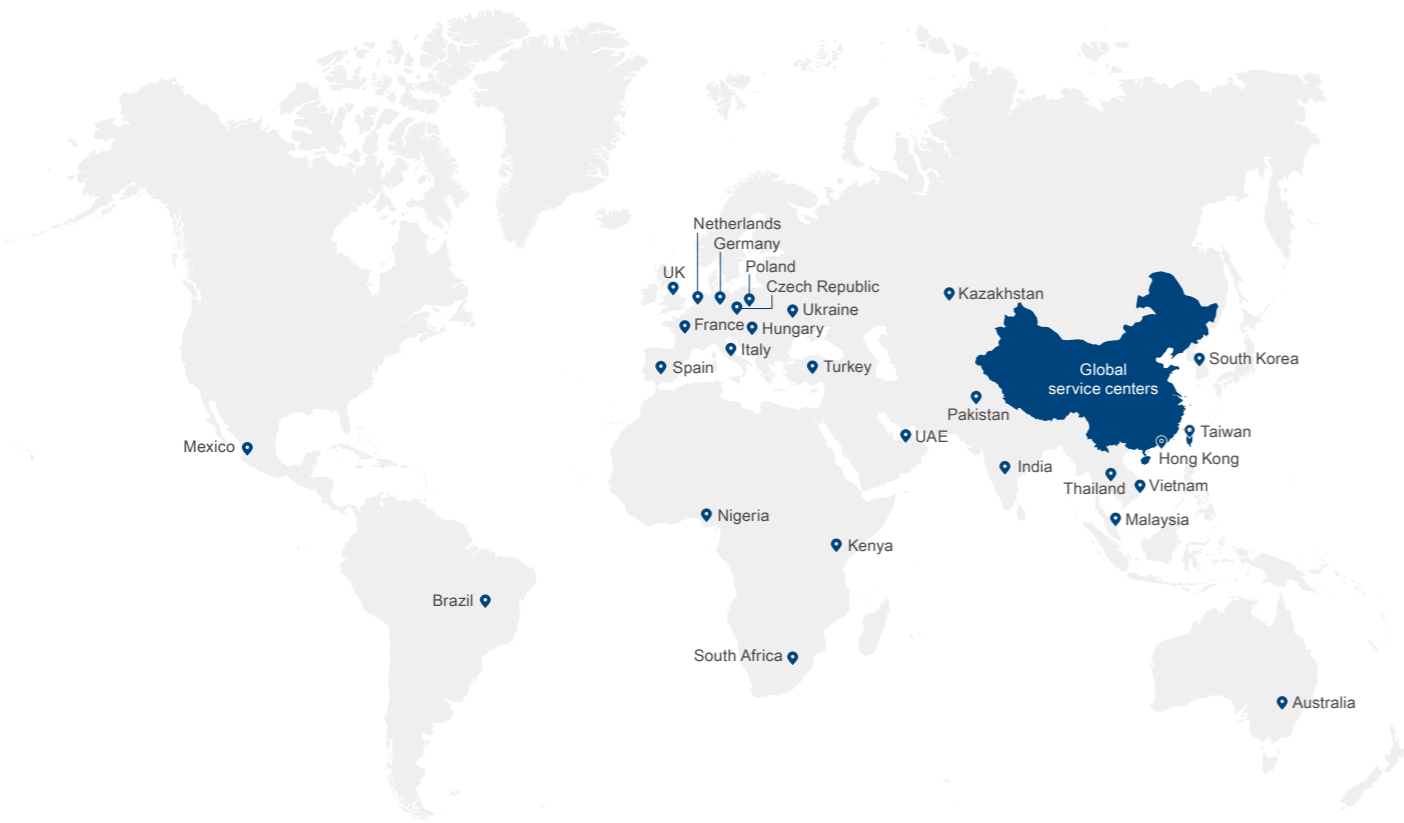 Netherlands
Germany
UK
Poland
Czech Republic
Kazakhstan
Ukraine
France
Hungary
Italy
South Korea
Spain
Turkey
Global
service centers
Pakistan
Taiwan
UAE
Mexico
Hong Kong
India
Thailand
Vietnam
Nigeria
Malaysia
Kenya
Brazil
South Africa
Australia